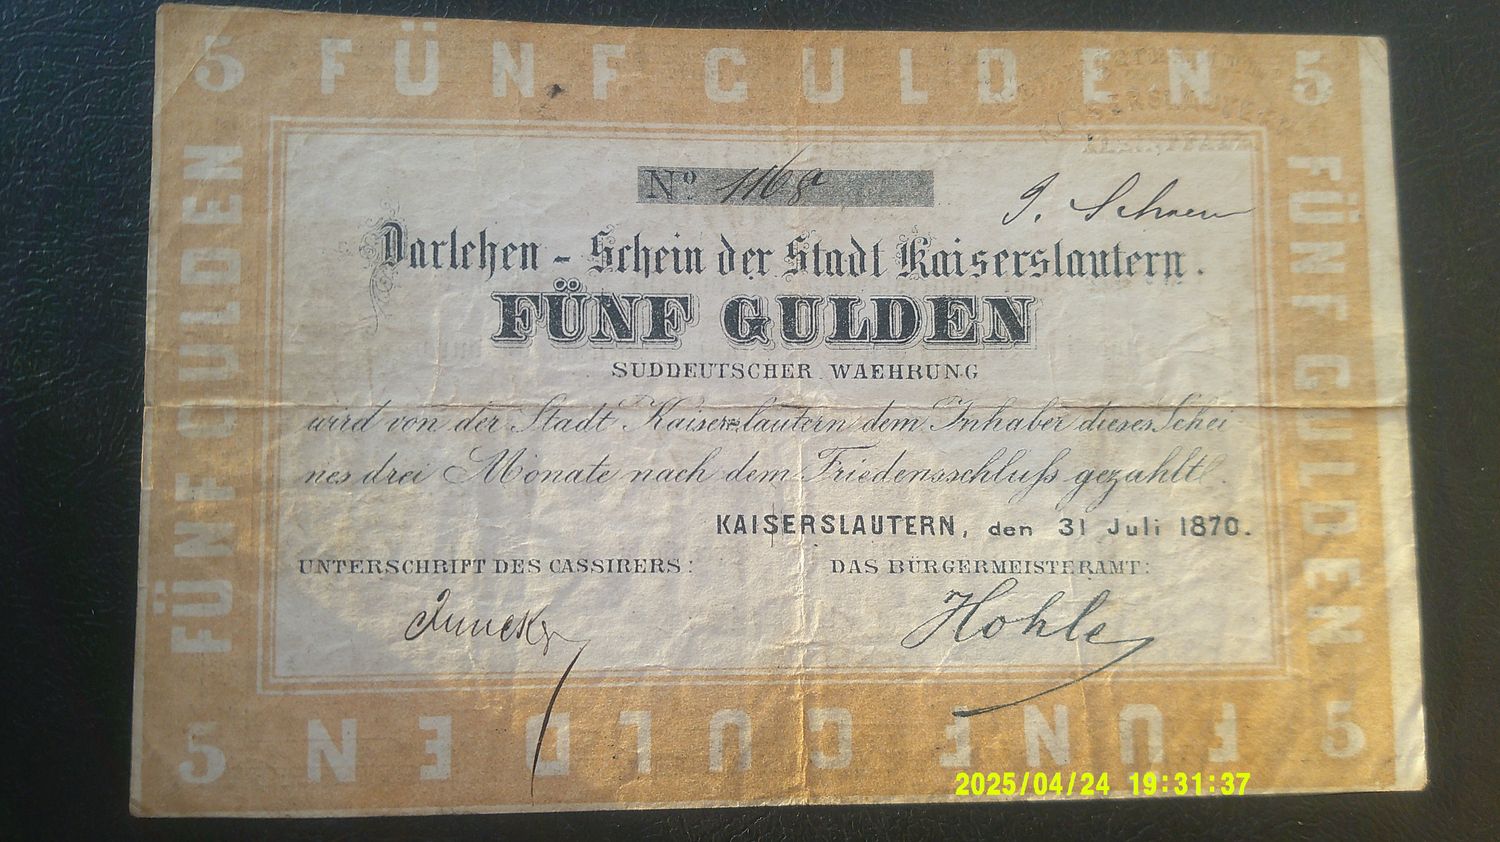 5 FÜNF GULDEN 5
FÜNF GULDEN
FÜNF GULDEN
Nº 1168a
J. Schoen
Darlehen - Schein der Stadt Kaiserslautern.
FÜNF GULDEN
SUDDEUTSCHER WAEHRUNG
wird von der Stadt Kaiserslautern dem Inhaber dieses Schei
nes drei Monate nach dem Friedensschluß gezahlt.
KAISERSLAUTERN, den 31 Juli 1870.
UNTERSCHRIFT DES CASSIRERS: DAS BÜRGERMEISTERAMT:
Hohle
5 FÜNF GULDEN 5
2025/04/24 19:31:37